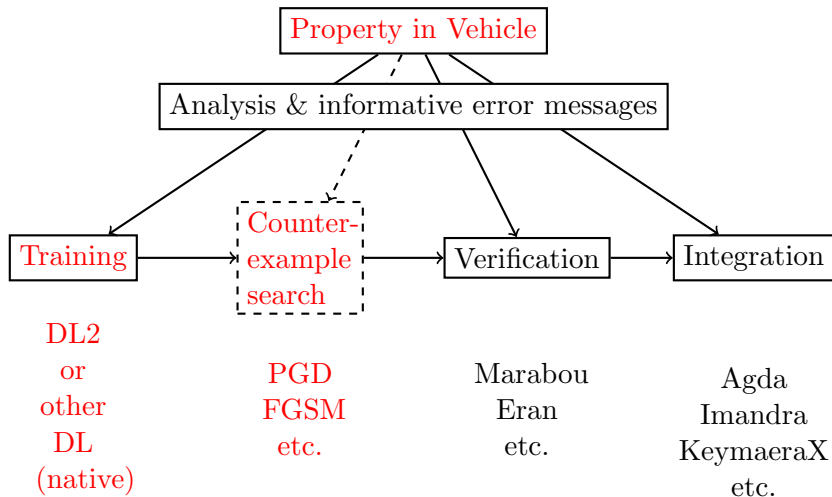 Property in Vehicle
Analysis & informative error messages
Training
Counter-
example
search
Verification
Integration
DL2
or
other
DL
(native)
PGD
FGSM
etc.
Marabou
Eran
etc.
Agda
Imandra
KeymaeraX
etc.